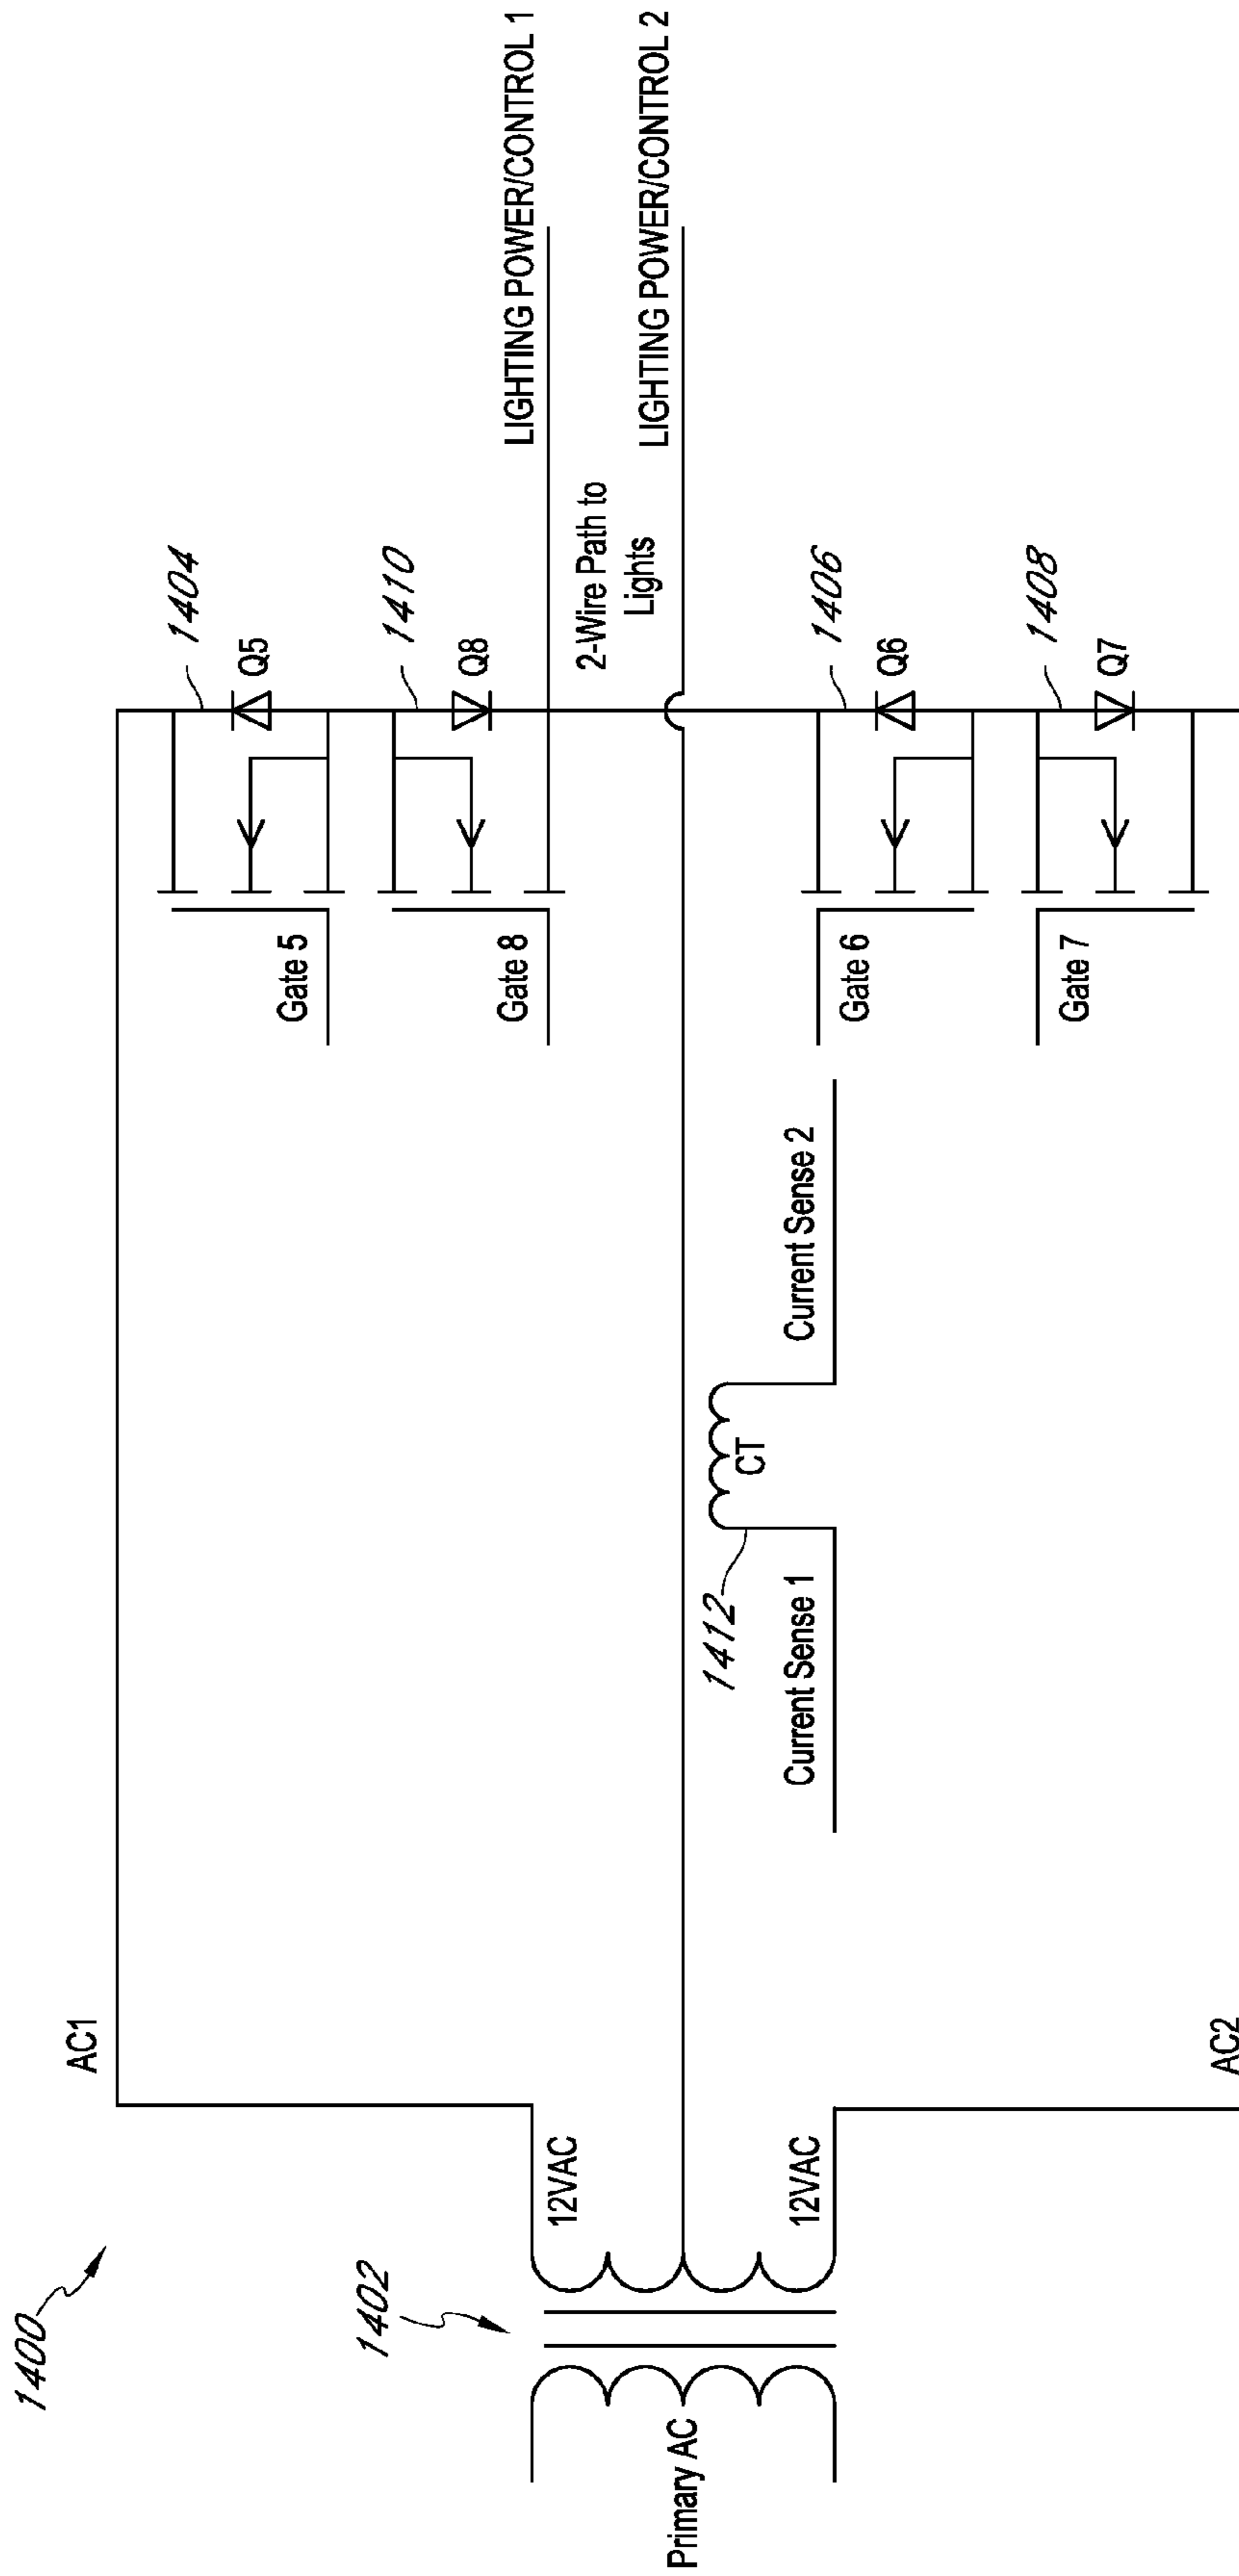 1400
1402
Primary AC
12VAC
12VAC
AC1
AC2
1412
CT
Current Sense 1
Current Sense 2
Gate 5
Gate 8
Gate 6
Gate 7
1404
Q5
1410
Q8
1406
Q6
1408
Q7
2-Wire Path to
Lights
LIGHTING POWER/CONTROL 1
LIGHTING POWER/CONTROL 2